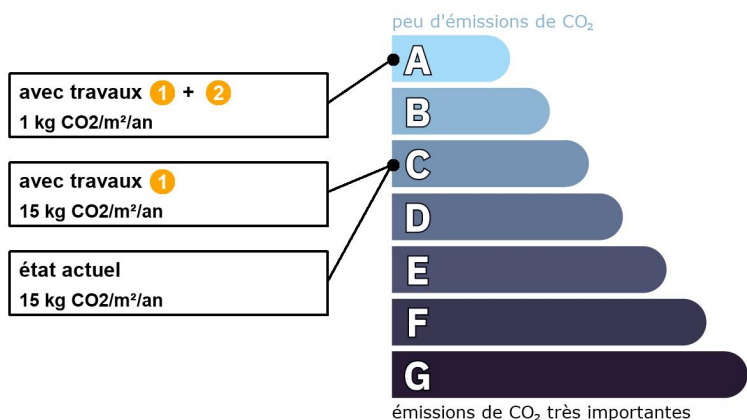 peu d'émissions de CO₂
A
avec travaux 1 + 2
1 kg CO2/m²/an
B
C
avec travaux 1
15 kg CO2/m²/an
D
état actuel
15 kg CO2/m²/an
E
F
G
émissions de CO₂ très importantes